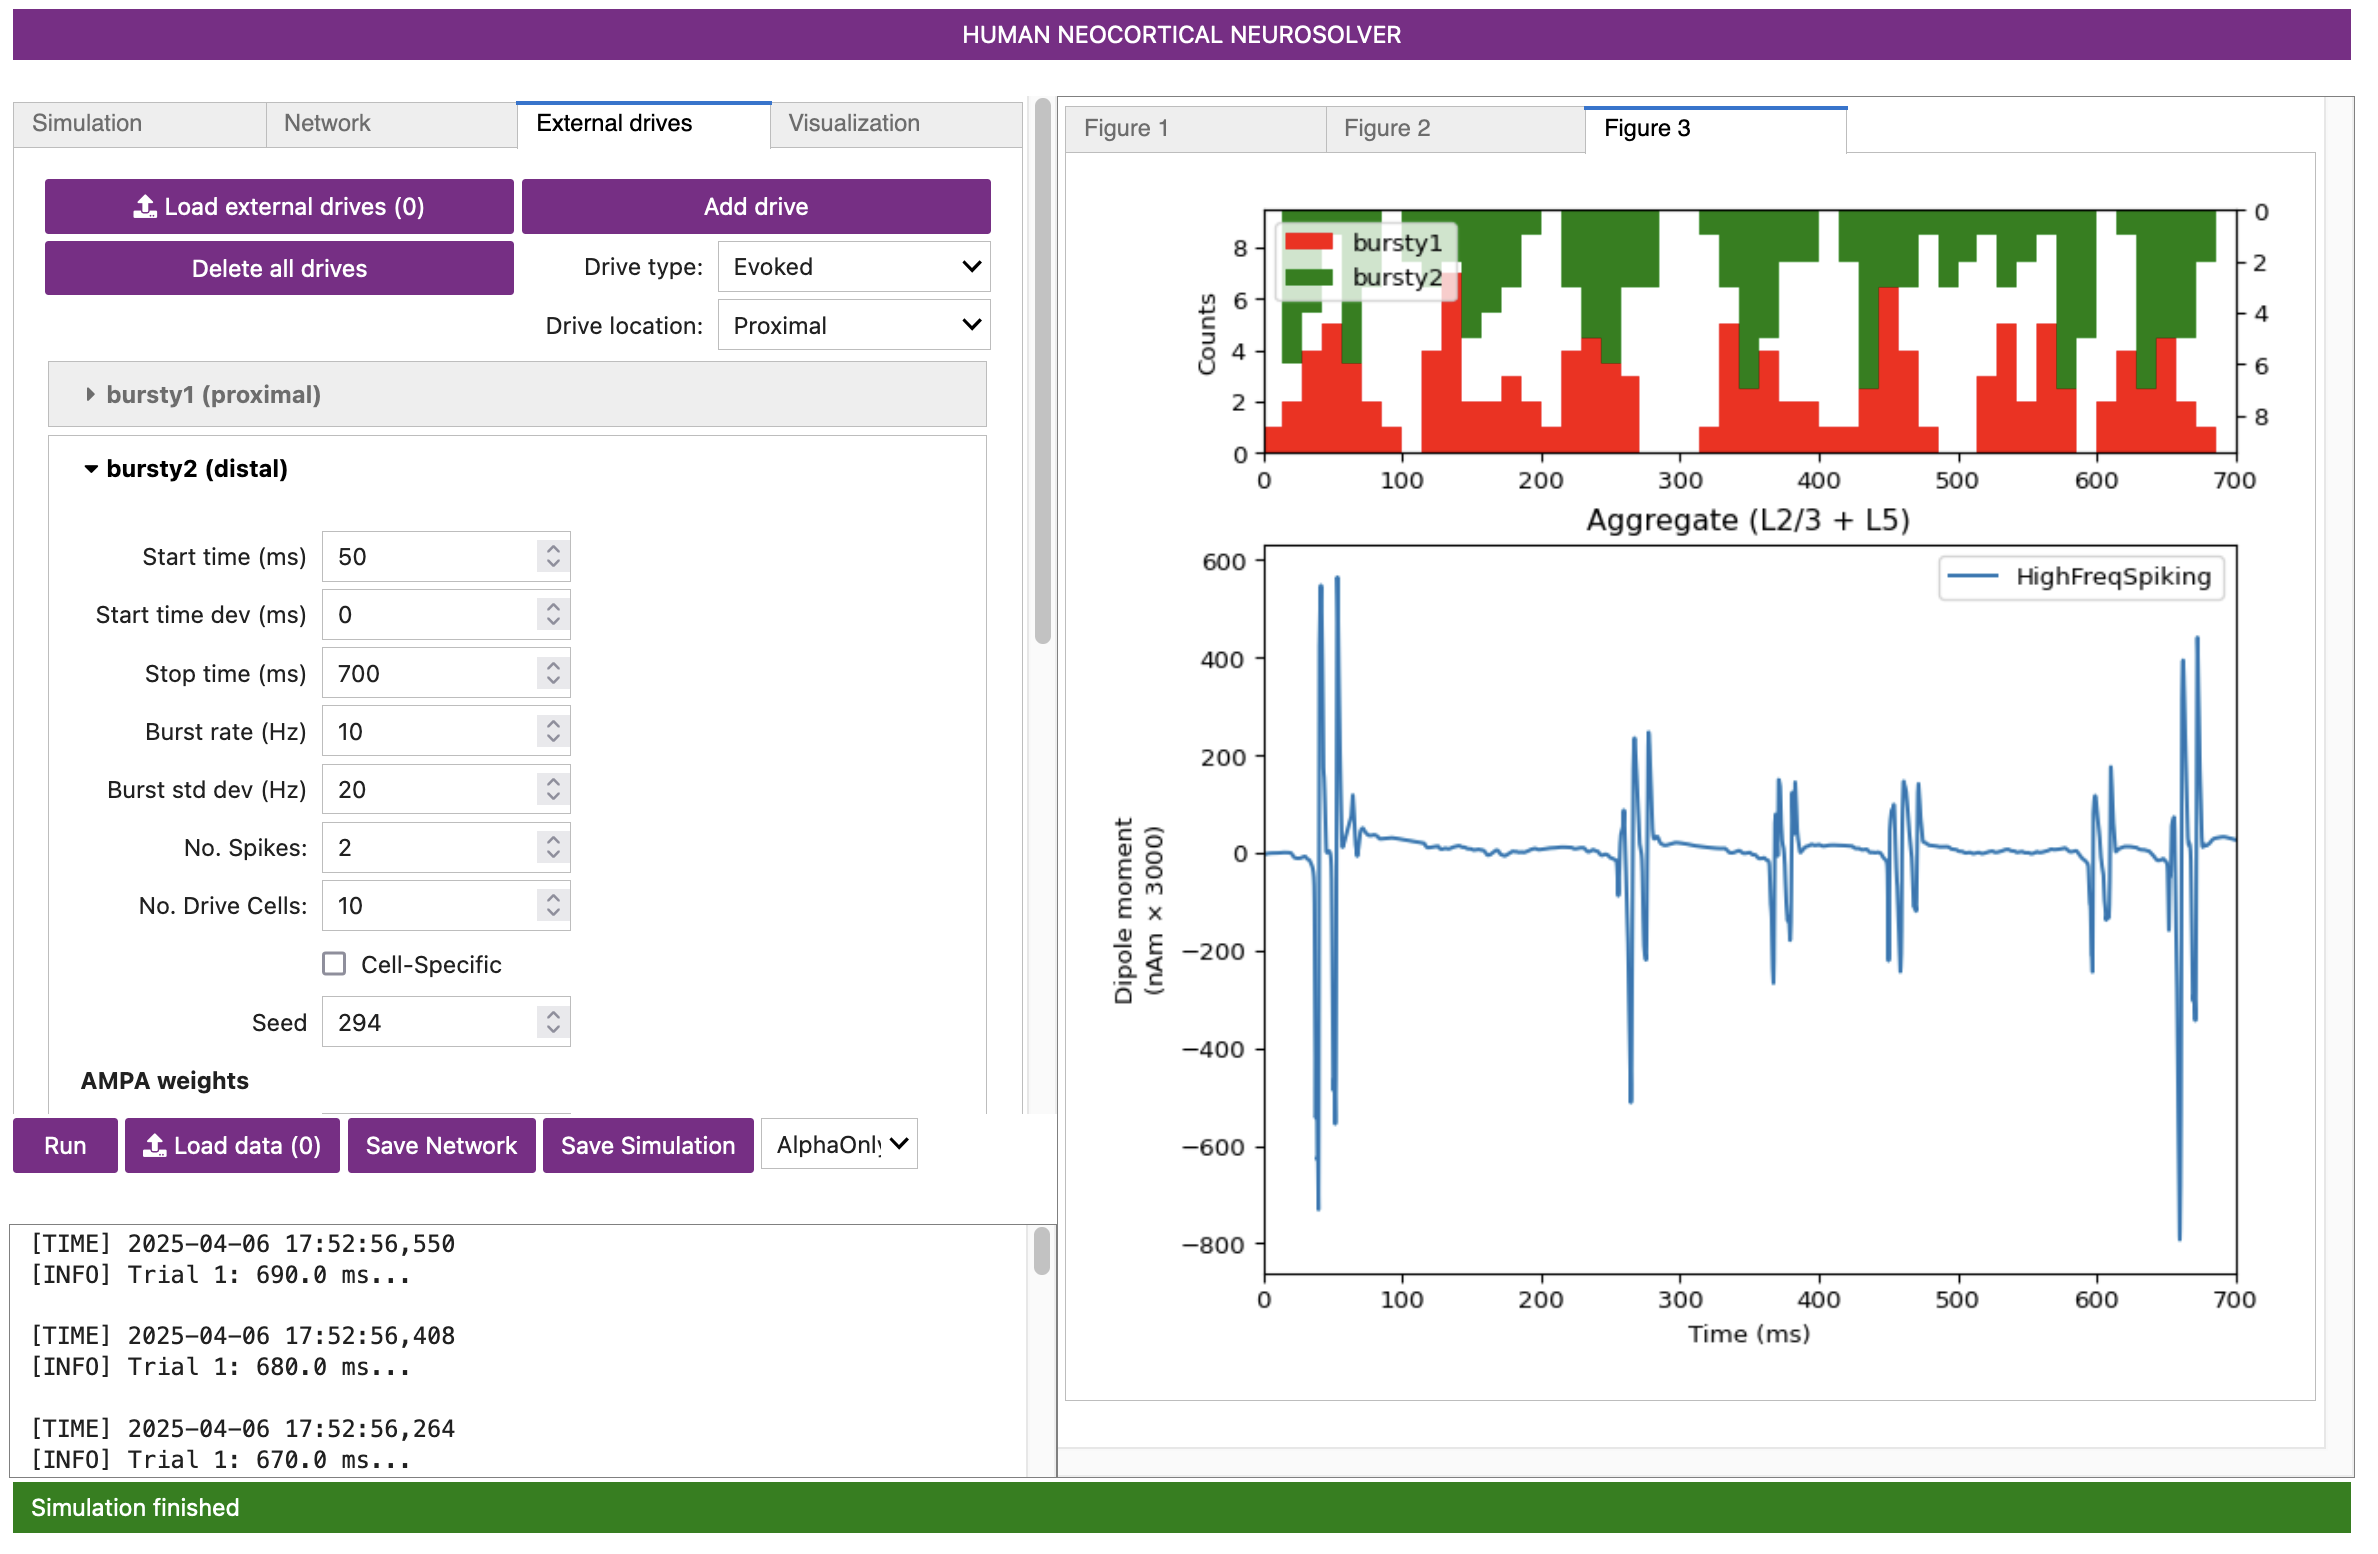 HUMAN NEOCORTICAL NEUROSOLVER
Simulation
Network
External drives
Visualization
Load external drives (0)
Add drive
Delete all drives
Drive type:
Evoked
Drive location:
Proximal
bursty1 (proximal)
bursty2 (distal)
Start time (ms)
50
Start time dev (ms)
0
Stop time (ms)
700
Burst rate (Hz)
10
Burst std dev (Hz)
20
No. Spikes:
2
No. Drive Cells:
10
Cell-Specific
Seed
294
AMPA weights
Run
Load data (0)
Save Network
Save Simulation
AlphaOnly
[TIME] 2025-04-06 17:52:56,550
[INFO] Trial 1: 690.0 ms...
[TIME] 2025-04-06 17:52:56,408
[INFO] Trial 1: 680.0 ms...
[TIME] 2025-04-06 17:52:56,264
[INFO] Trial 1: 670.0 ms...
Simulation finished
Figure 1
Figure 2
Figure 3
bursty1
bursty2
Counts
8
6
4
2
0
0
2
4
6
8
0 100 200 300 400 500 600 700
Aggregate (L2/3 + L5)
HighFreqSpiking
Dipole moment
(nAm × 3000)
600
400
200
0
−200
−400
−600
−800
0 100 200 300 400 500 600 700
Time (ms)